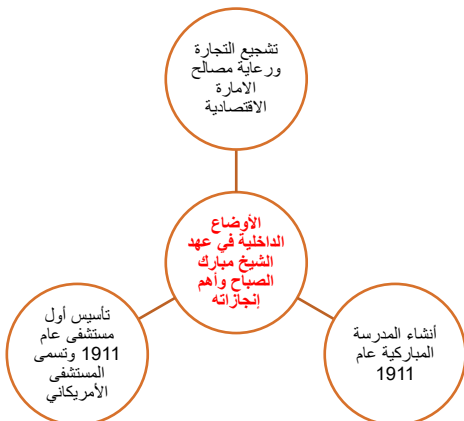 تشجيع التجارة
ورعاية مصالح
الامارة
الاقتصادية
الأوضاع
الداخلية في عهد
الشيخ مبارك
الصباح وأهم
إنجازاته
تأسيس أول
مستشفى عام
1911 وتسمى
المستشفى
الأمريكاني
أنشاء المدرسة
المباركية عام
1911